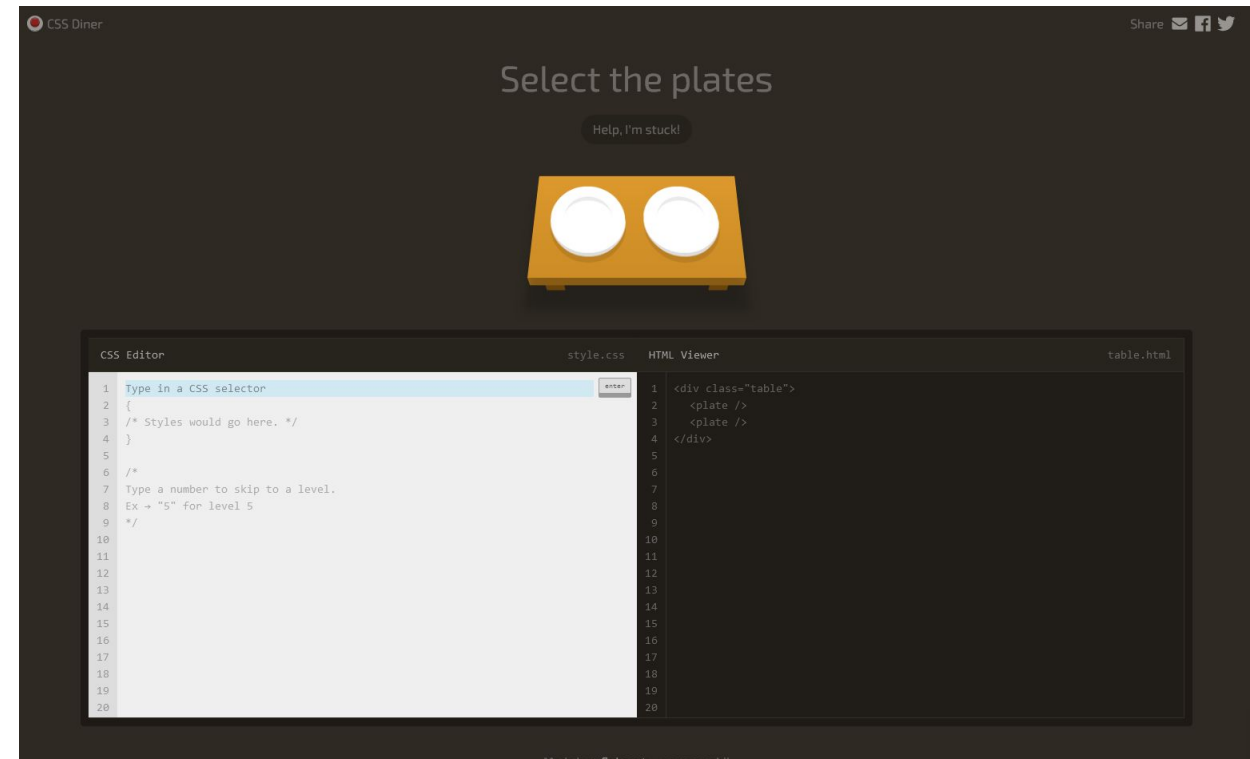 CSS Diner
Share
Select the plates
Help, I'm stuck!
CSS Editor
style.css
1 Type in a CSS selector
enter
2 {
3 /* Styles would go here. */
4 }
5
6 /*
7 Type a number to skip to a level.
8 Ex → "5" for level 5
9 */
10
11
12
13
14
15
16
17
18
19
20
HTML Viewer
table.html
1 <div class="table">
2 <plate />
3 <plate />
4 </div>
5
6
7
8
9
10
11
12
13
14
15
16
17
18
19
20